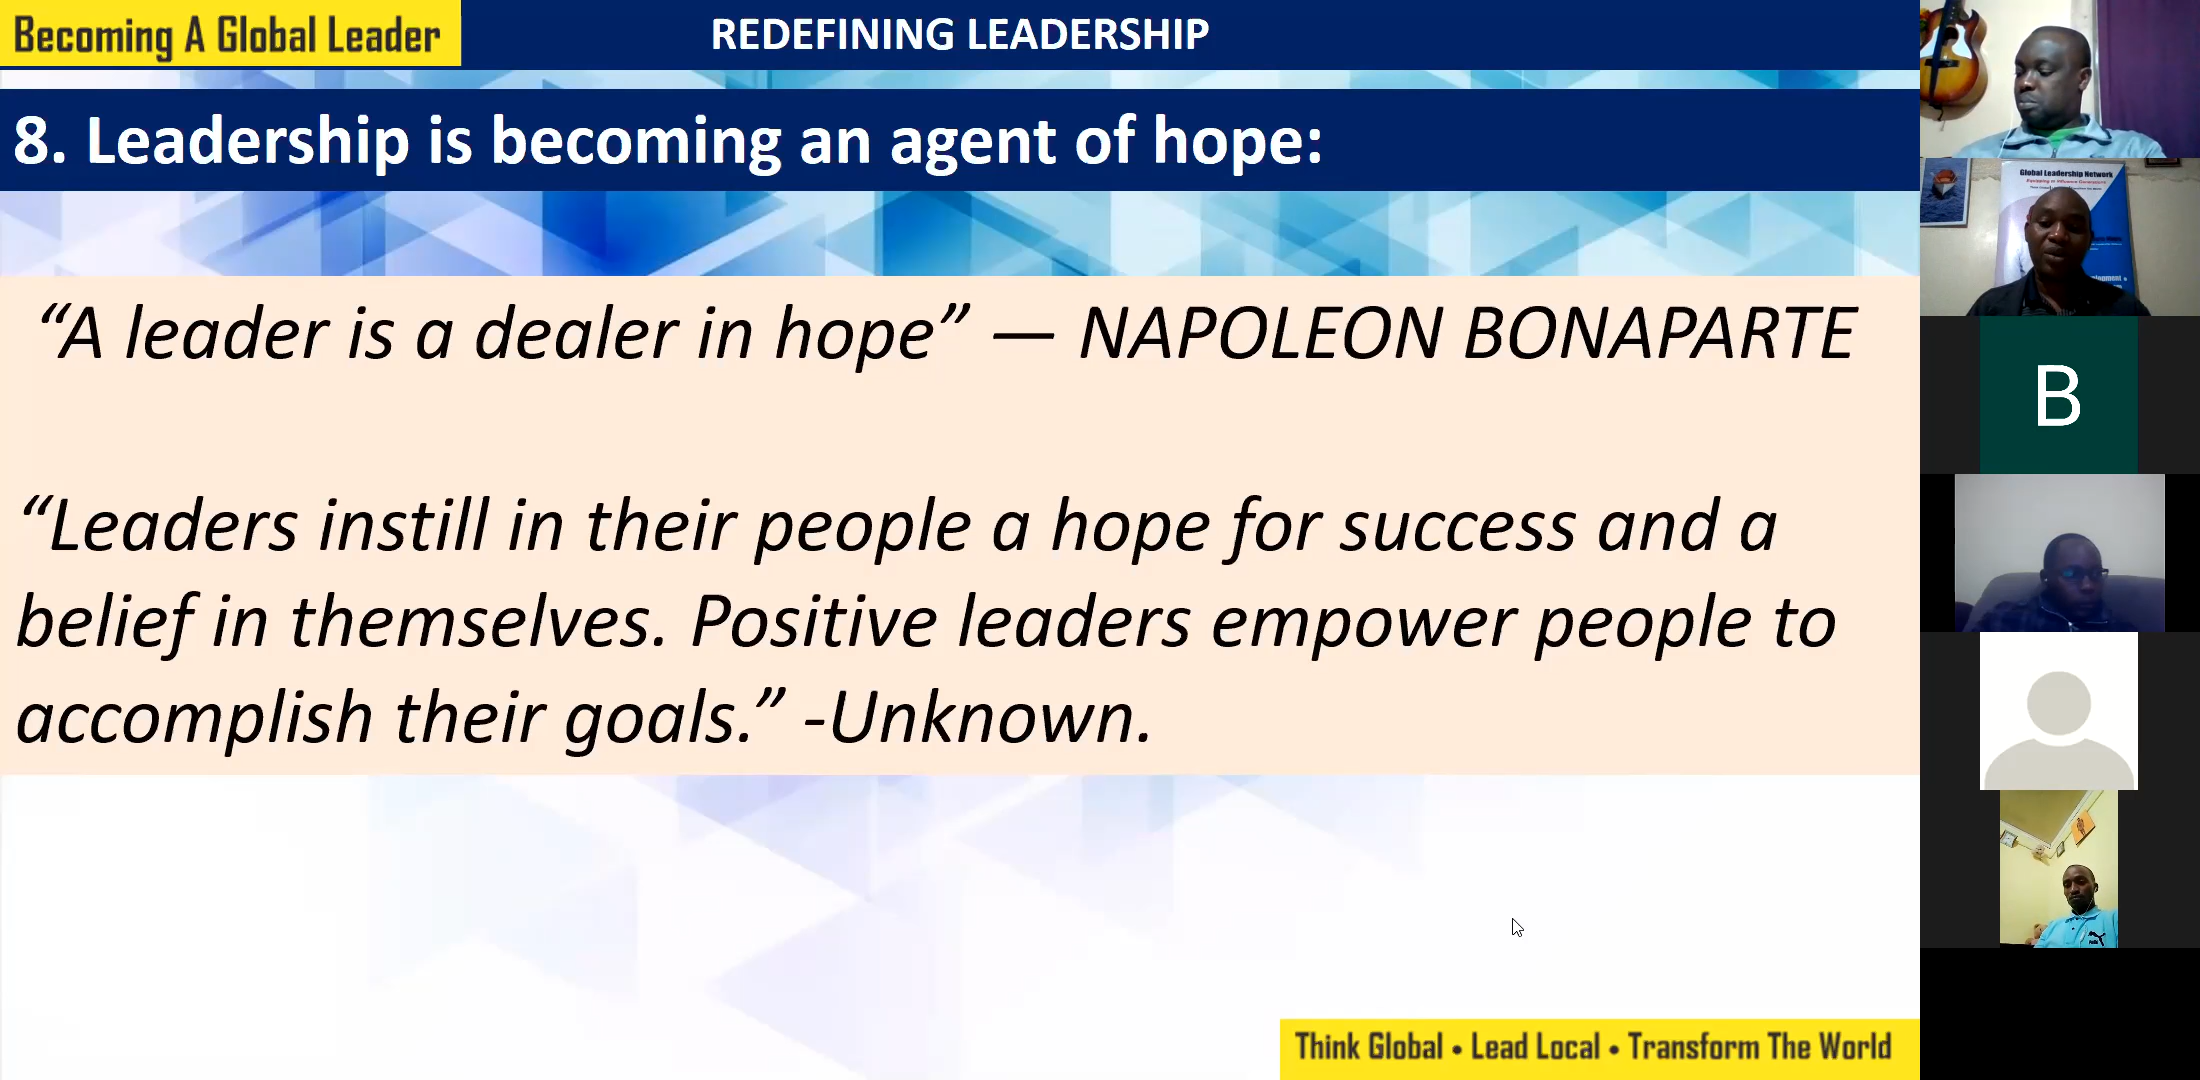 Becoming A Global Leader
REDEFINING LEADERSHIP
8. Leadership is becoming an agent of hope:
“A leader is a dealer in hope” — NAPOLEON BONAPARTE
“Leaders instill in their people a hope for success and a
belief in themselves. Positive leaders empower people to
accomplish their goals.” -Unknown.
Think Global • Lead Local • Transform The World
Global Leadership Network
B